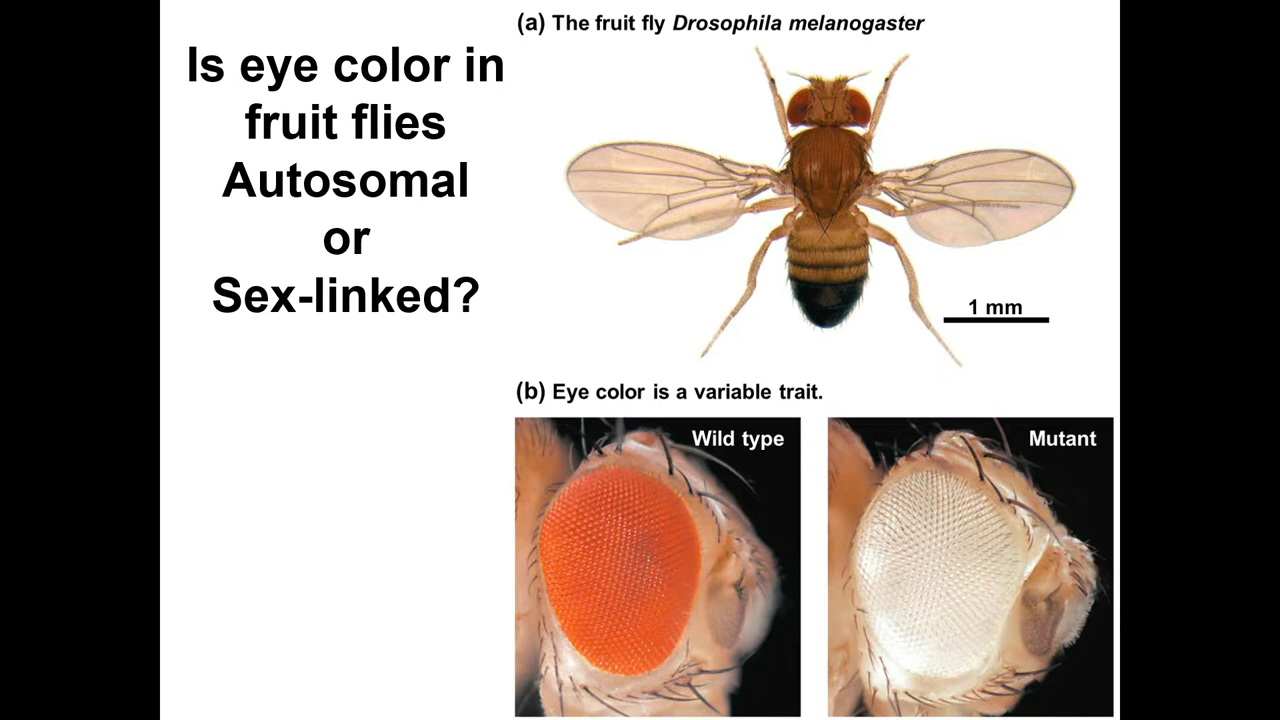 Is eye color in
fruit flies
Autosomal
or
Sex-linked?
(a) The fruit fly Drosophila melanogaster
1 mm
(b) Eye color is a variable trait.
Wild type
Mutant